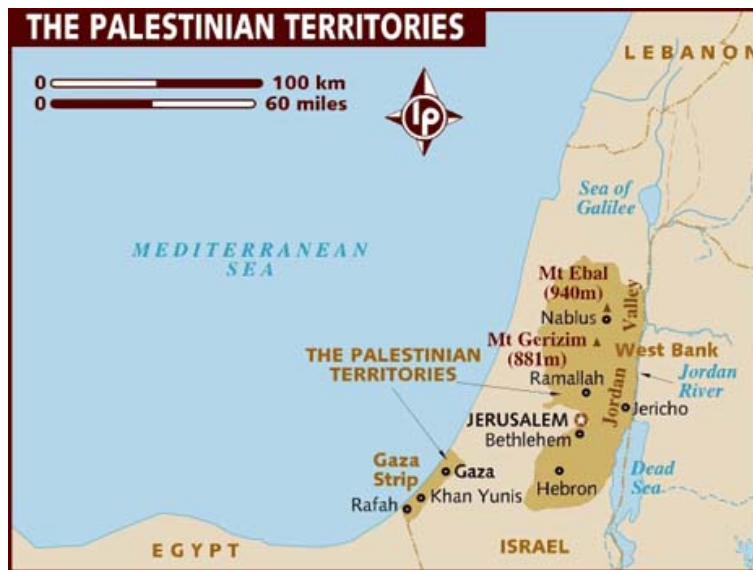 THE PALESTINIAN TERRITORIES
0 100 km
0 60 miles
lp
LEBANON
Sea of
Galilee
MEDITERRANEAN
SEA
Mt Ebal
(940m)
Nablus
Valley
Mt Gerizim
(881m)
West Bank
THE PALESTINIAN
TERRITORIES
Ramallah
Jordan
Jordan
River
Jericho
JERUSALEM
Bethlehem
Gaza
Strip
Gaza
Hebron
Dead
Sea
Khan Yunis
Rafah
EGYPT
ISRAEL